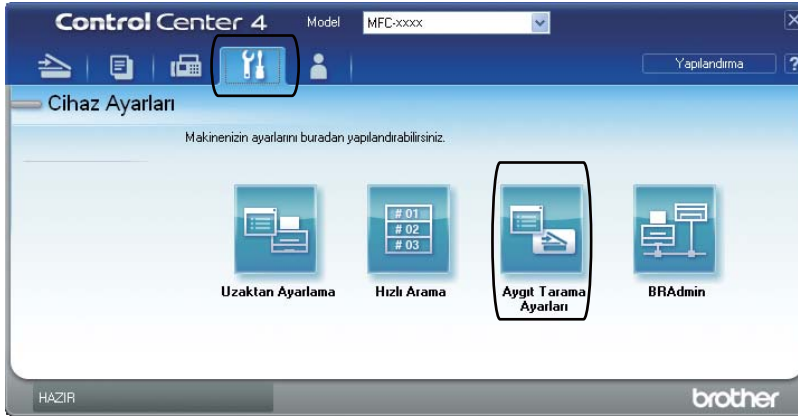 Control Center 4 Model MFC-xxxx
Yapılandırma ?
Cihaz Ayarları
Makinenizin ayarlarını buradan yapılandırabilirsiniz.
# 01
# 02
# 03
Uzaktan Ayarlama Hızlı Arama Aygıt Tarama BRAdmin
Ayarları
HAZIR brother